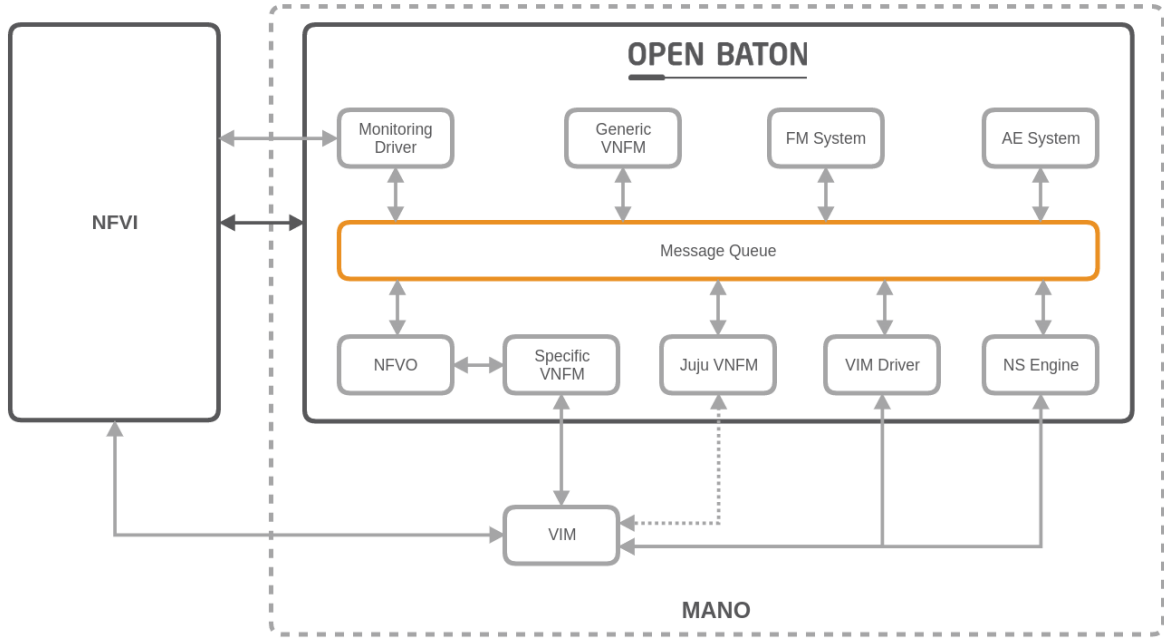 OPEN BATON
Monitoring
Driver
Generic
VNFM
FM System
AE System
NFVI
Message Queue
NFVO
Specific
VNFM
Juju VNFM
VIM Driver
NS Engine
VIM
MANO